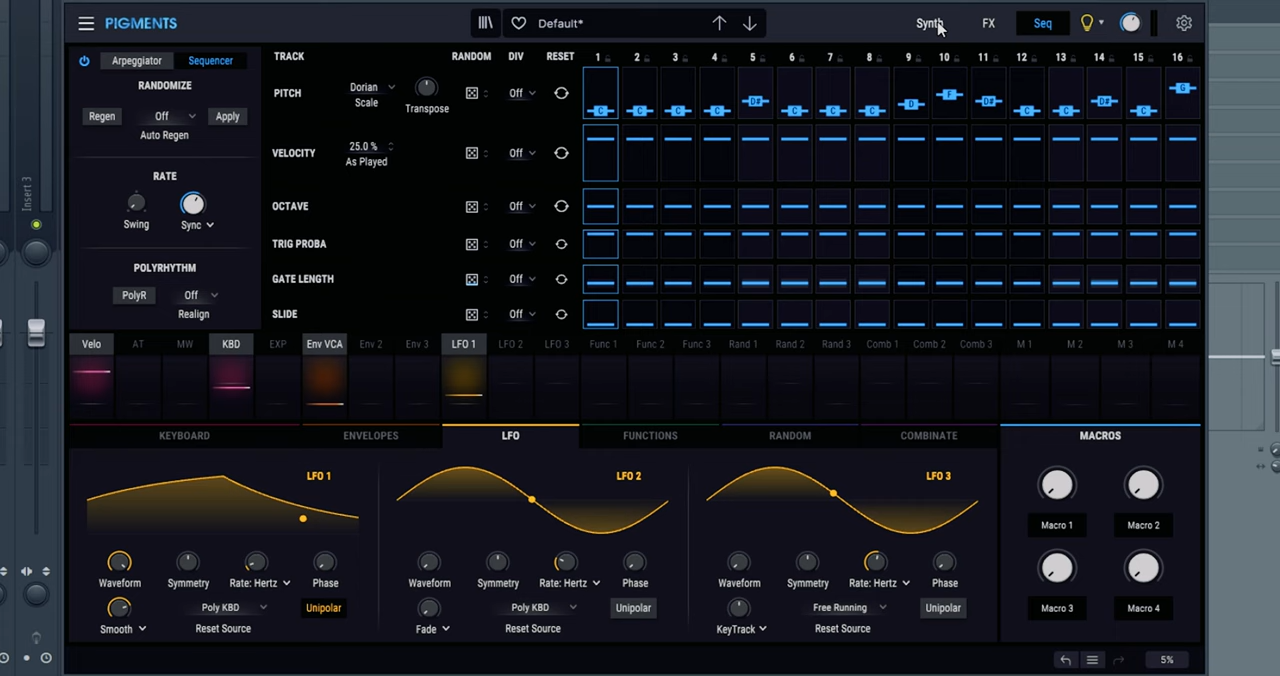 PIGMENTS
Default*
Synth
FX
Seq
Arpeggiator
Sequencer
TRACK
RANDOM
DIV
RESET
1
2
3
4
5
6
7
8
9
10
11
12
13
14
15
16
RANDOMIZE
Regen
Off
Apply
Auto Regen
PITCH
Dorian
Scale
Transpose
Off
C
C
C
C
D#
C
C
C
D
F
D#
C
C
D#
C
G
VELOCITY
25.0 %
As Played
Off
RATE
Swing
Sync
OCTAVE
Off
TRIG PROBA
Off
POLYRHYTHM
PolyR
Off
Realign
GATE LENGTH
Off
SLIDE
Off
Insert 3
Velo
AT
MW
KBD
EXP
Env VCA
Env 2
Env 3
LFO 1
LFO 2
LFO 3
Func 1
Func 2
Func 3
Rand 1
Rand 2
Rand 3
Comb 1
Comb 2
Comb 3
M 1
M 2
M 3
M 4
KEYBOARD
ENVELOPES
LFO
FUNCTIONS
RANDOM
COMBINATE
MACROS
LFO 1
Waveform
Symmetry
Rate: Hertz
Phase
Smooth
Poly KBD
Reset Source
Unipolar
LFO 2
Waveform
Symmetry
Rate: Hertz
Phase
Fade
Poly KBD
Reset Source
Unipolar
LFO 3
Waveform
Symmetry
Rate: Hertz
Phase
KeyTrack
Free Running
Reset Source
Unipolar
Macro 1
Macro 2
Macro 3
Macro 4
5%